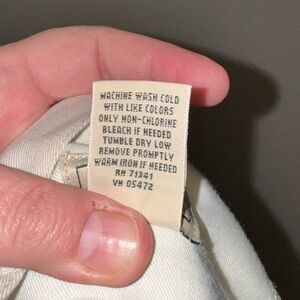 MACHINE WASH COLD
WITH LIKE COLORS
ONLY NON-CHLORINE
BLEACH IF NEEDED
TUMBLE DRY LOW
REMOVE PROMPTLY
WARM IRON IF NEEDED
RN 71341
VM 05472